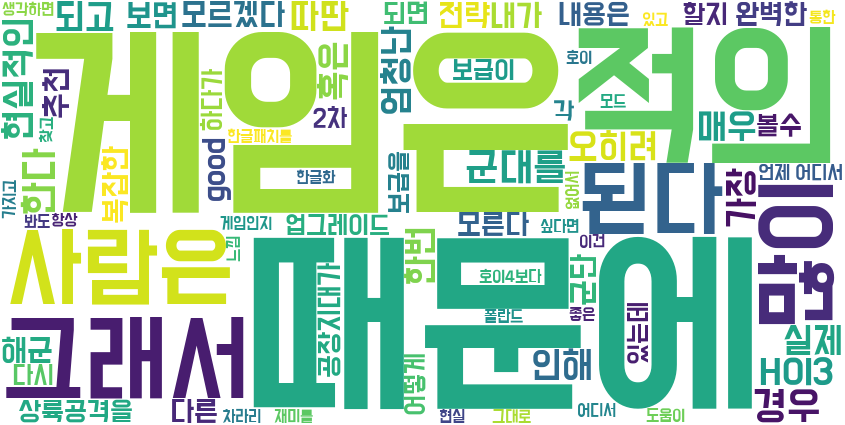 생각하면
되고
보면
모르겠다
따딴
되면
전략
내가
내용은
있고
할지
완벽한
통한
현실적인
추천
하다가
게임은
혹은
엄청난
보급이
호이
적인
각
모드
2차
매우
볼수
찾고
한글패치를
오히려
한다
복잡한
good
한글화
보급을
군대를
없어서
된다
가장
언제 어디서
가지고
봐도
항상
게임인지
업그레이드
모른다
싶다면
이런
사람은
느낌
때문에
한번
이건
호이4보다
군단
공장지대가
폴란드
좋은
있는데
그래서
해군
실제
다시
어떻게
인해
HOI3
상륙공격을
다른
차라리
재미를
현실
그대로
어디서
도움이
경우